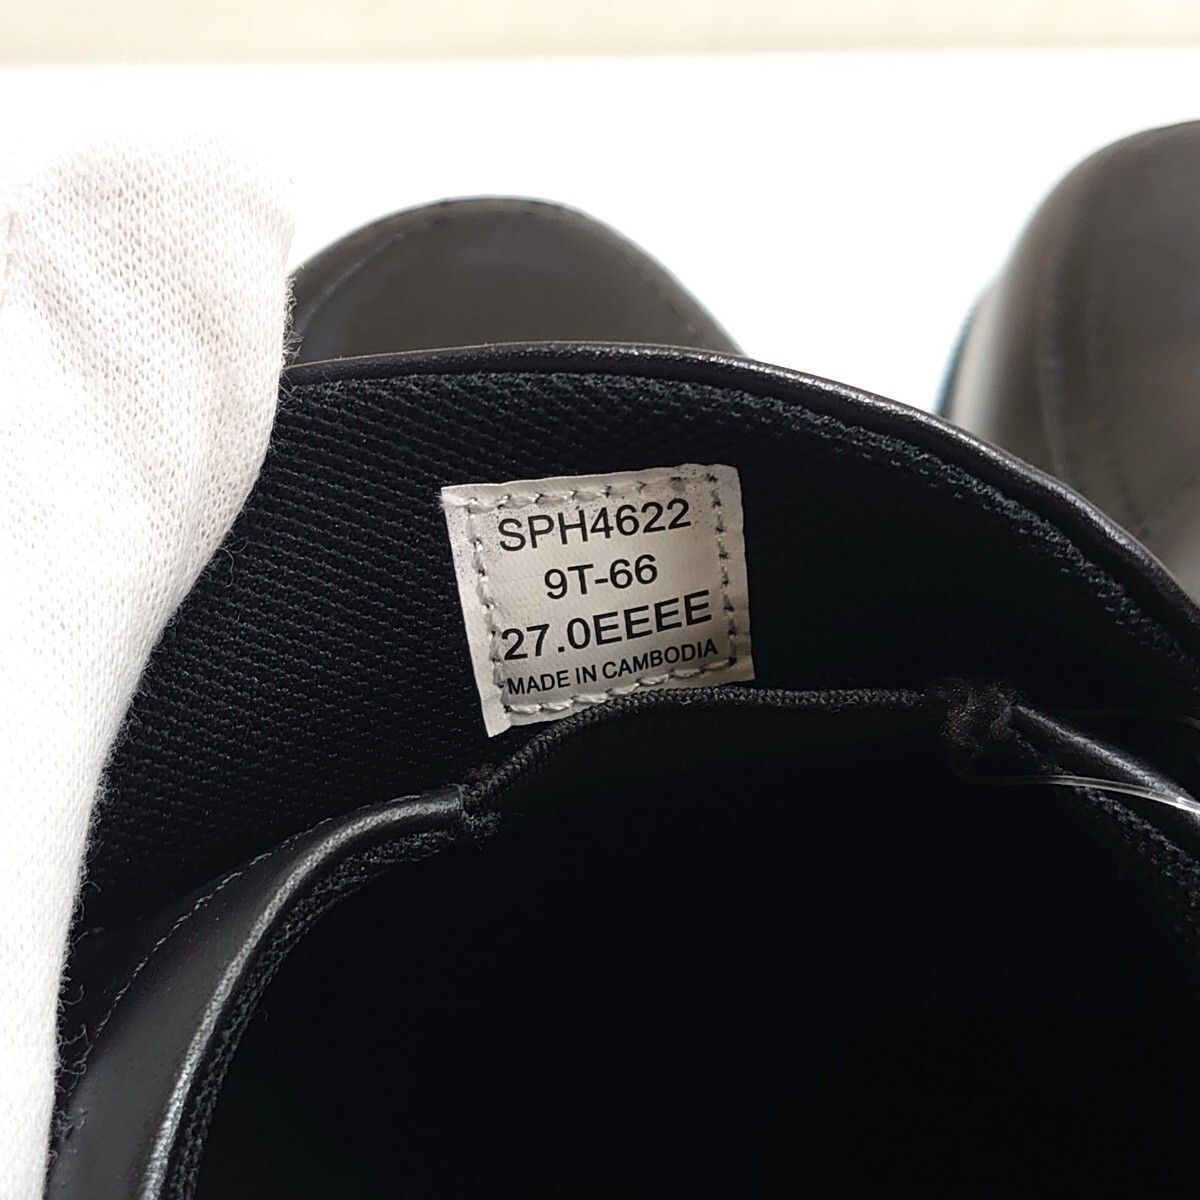 SPH4622
9T-66
27.0EEEE
MADE IN CAMBODIA